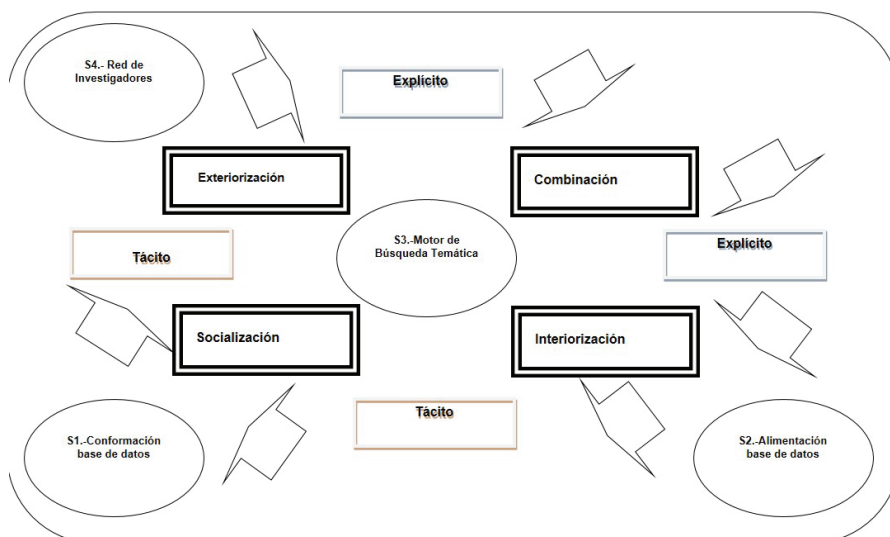 S4.- Red de
Investigadores
Explícito
Exteriorización
Combinación
S3.-Motor de
Búsqueda Temática
Tácito
Explícito
Socialización
Interiorización
Tácito
S1.-Conformación
base de datos
S2.-Alimentación
base de datos